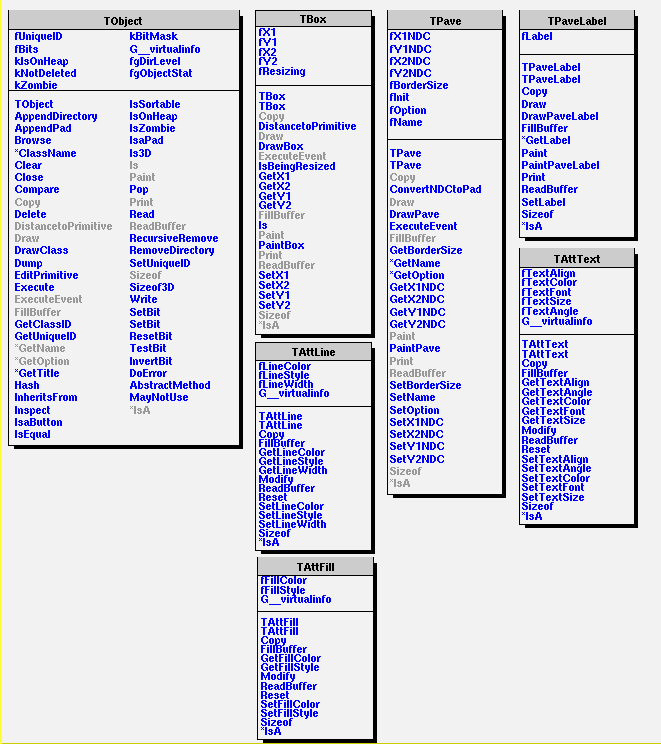 TObject
fUniqueID kBitMask
fBits G__virtualinfo
kIsOnHeap fgDirLevel
kNotDeleted fgObjectStat
kZombie
TObject IsSortable
AppendDirectory IsOnHeap
AppendPad IsZombie
Browse IsaPad
*ClassName Is3D
Clear Is
Close Paint
Compare Pop
Copy Print
Delete Read
DistancetoPrimitive ReadBuffer
Draw RecursiveRemove
DrawClass RemoveDirectory
Dump SetUniqueID
EditPrimitive Sizeof
Execute Sizeof3D
ExecuteEvent Write
FillBuffer SetBit
GetClassID SetBit
GetUniqueID ResetBit
*GetName TestBit
*GetOption InvertBit
*GetTitle DoError
Hash AbstractMethod
InheritsFrom MayNotUse
Inspect *IsA
IsaButton
IsEqual
TBox
fX1
fY1
fX2
fY2
fResizing
TBox
TBox
Copy
DistancetoPrimitive
Draw
DrawBox
ExecuteEvent
IsBeingResized
GetX1
GetX2
GetY1
GetY2
FillBuffer
Is
Paint
PaintBox
Print
ReadBuffer
SetX1
SetX2
SetY1
SetY2
Sizeof
*IsA
TAttLine
fLineColor
fLineStyle
fLineWidth
G__virtualinfo
TAttLine
TAttLine
Copy
FillBuffer
GetLineColor
GetLineStyle
GetLineWidth
Modify
ReadBuffer
Reset
SetLineColor
SetLineStyle
SetLineWidth
Sizeof
*IsA
TAttFill
fFillColor
fFillStyle
G__virtualinfo
TAttFill
TAttFill
Copy
FillBuffer
GetFillColor
GetFillStyle
Modify
ReadBuffer
Reset
SetFillColor
SetFillStyle
Sizeof
*IsA
TPave
fX1NDC
fY1NDC
fX2NDC
fY2NDC
fBorderSize
fInit
fOption
fName
TPave
TPave
Copy
ConvertNDCtoPad
Draw
DrawPave
ExecuteEvent
FillBuffer
GetBorderSize
*GetName
*GetOption
GetX1NDC
GetX2NDC
GetY1NDC
GetY2NDC
Paint
PaintPave
Print
ReadBuffer
SetBorderSize
SetName
SetOption
SetX1NDC
SetX2NDC
SetY1NDC
SetY2NDC
Sizeof
*IsA
TPaveLabel
fLabel
TPaveLabel
TPaveLabel
Copy
Draw
DrawPaveLabel
FillBuffer
*GetLabel
Paint
PaintPaveLabel
Print
ReadBuffer
SetLabel
Sizeof
*IsA
TAttText
fTextAlign
fTextColor
fTextFont
fTextSize
fTextAngle
G__virtualinfo
TAttText
TAttText
Copy
FillBuffer
GetTextAlign
GetTextAngle
GetTextColor
GetTextFont
GetTextSize
Modify
ReadBuffer
Reset
SetTextAlign
SetTextAngle
SetTextColor
SetTextFont
SetTextSize
Sizeof
*IsA